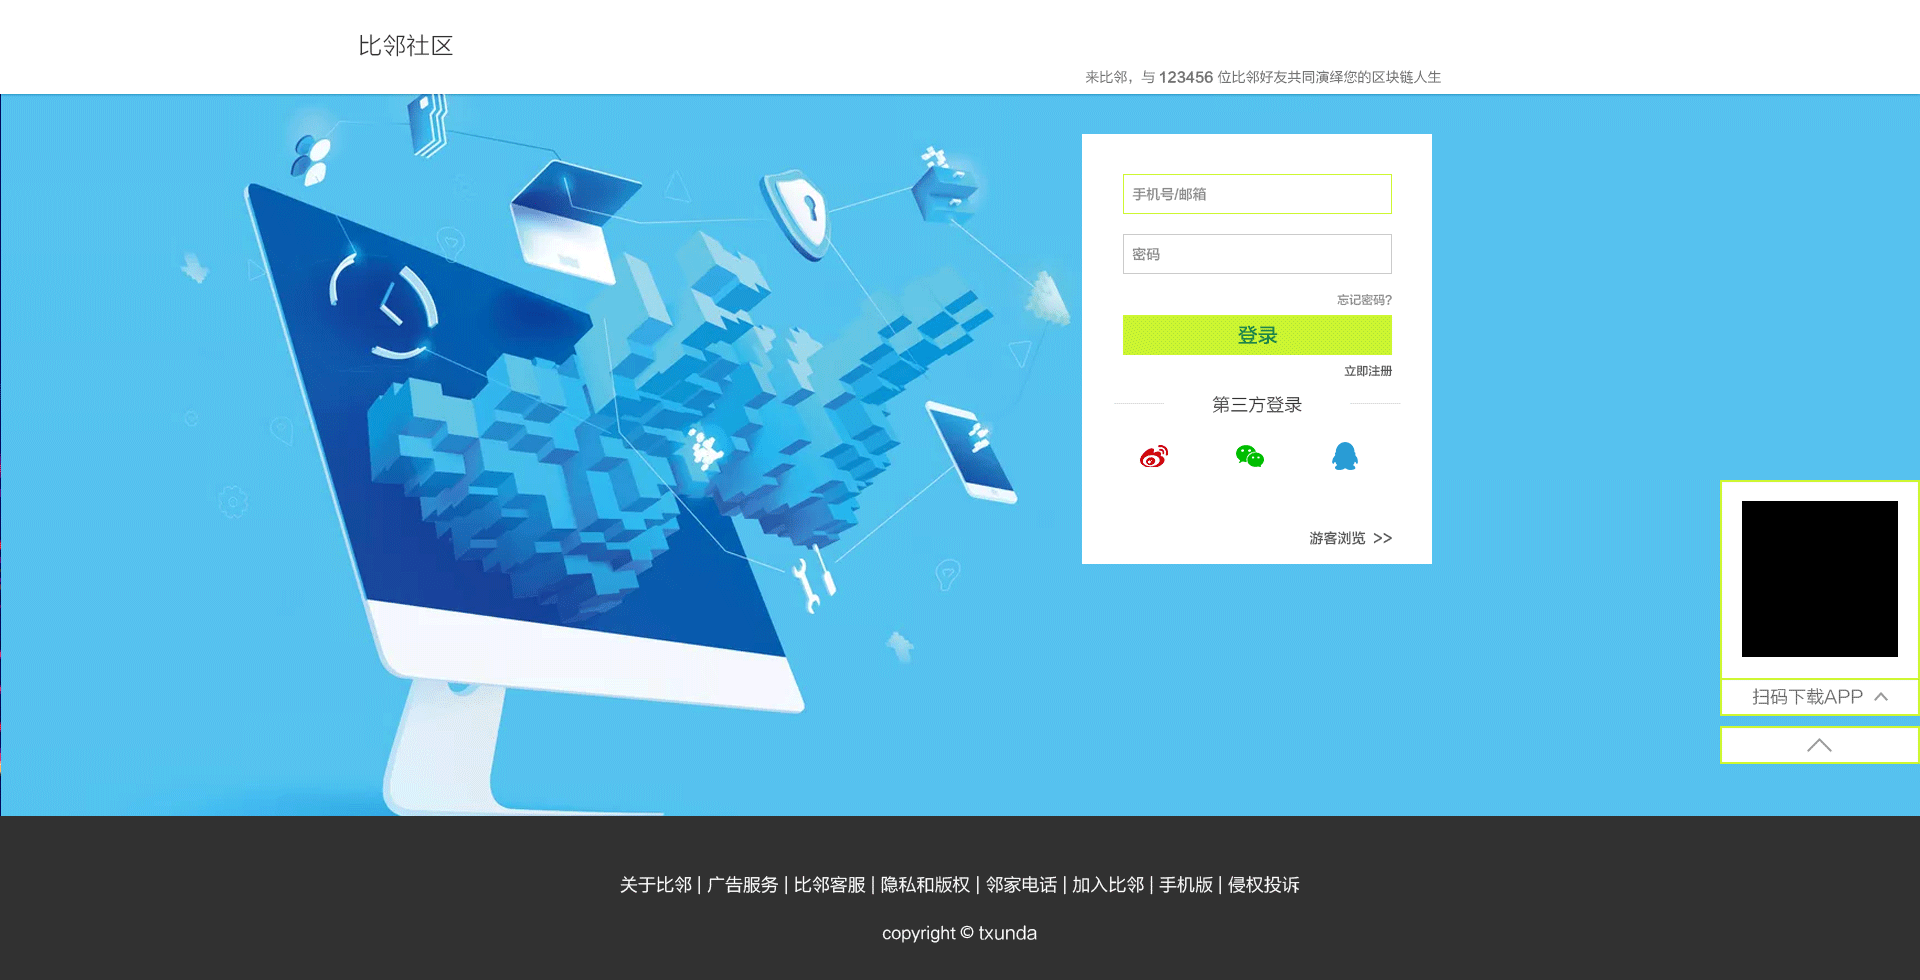 比邻社区
来比邻，与 123456 位比邻好友共同演绎您的区块链人生
手机号/邮箱
密码
忘记密码?
登录
立即注册
第三方登录
游客浏览 >>
扫码下载APP
关于比邻 | 广告服务 | 比邻客服 | 隐私和版权 | 邻家电话 | 加入比邻 | 手机版 | 侵权投诉
copyright © txunda